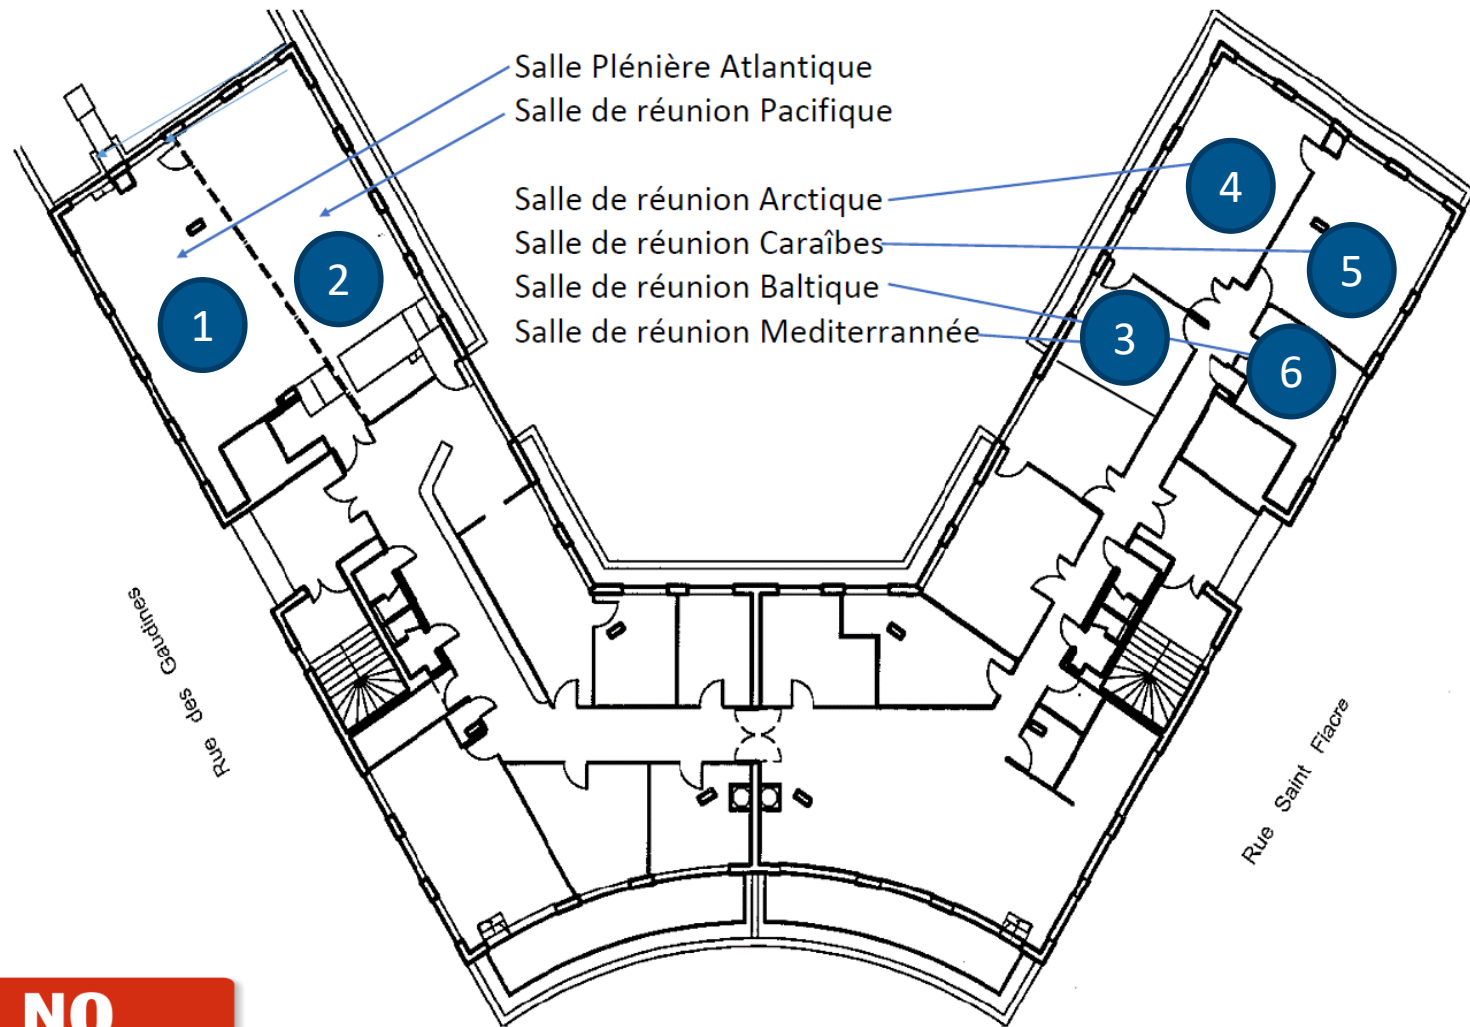 Salle Plénière Atlantique
Salle de réunion Pacifique
Salle de réunion Arctique
Salle de réunion Caraîbes
Salle de réunion Baltique
Salle de réunion Mediterrannée
1
2
3
4
5
6
Rue des Gaudines
Rue Saint Fiacre
NO